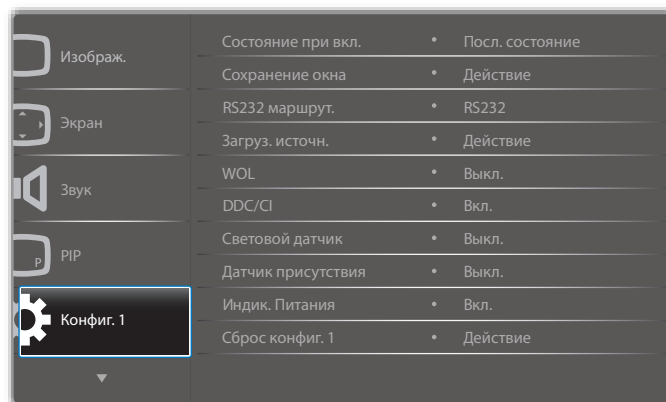 Изображ.
Экран
Звук
P
PIP
Конфиг. 1
Состояние при вкл. • Посл. состояние
Сохранение окна • Действие
RS232 маршрут. • RS232
Загруз. источн. • Действие
WOL • Выкл.
DDC/CI • Вкл.
Световой датчик • Выкл.
Датчик присутствия • Выкл.
Индик. Питания • Вкл.
Сброс конфиг. 1 • Действие